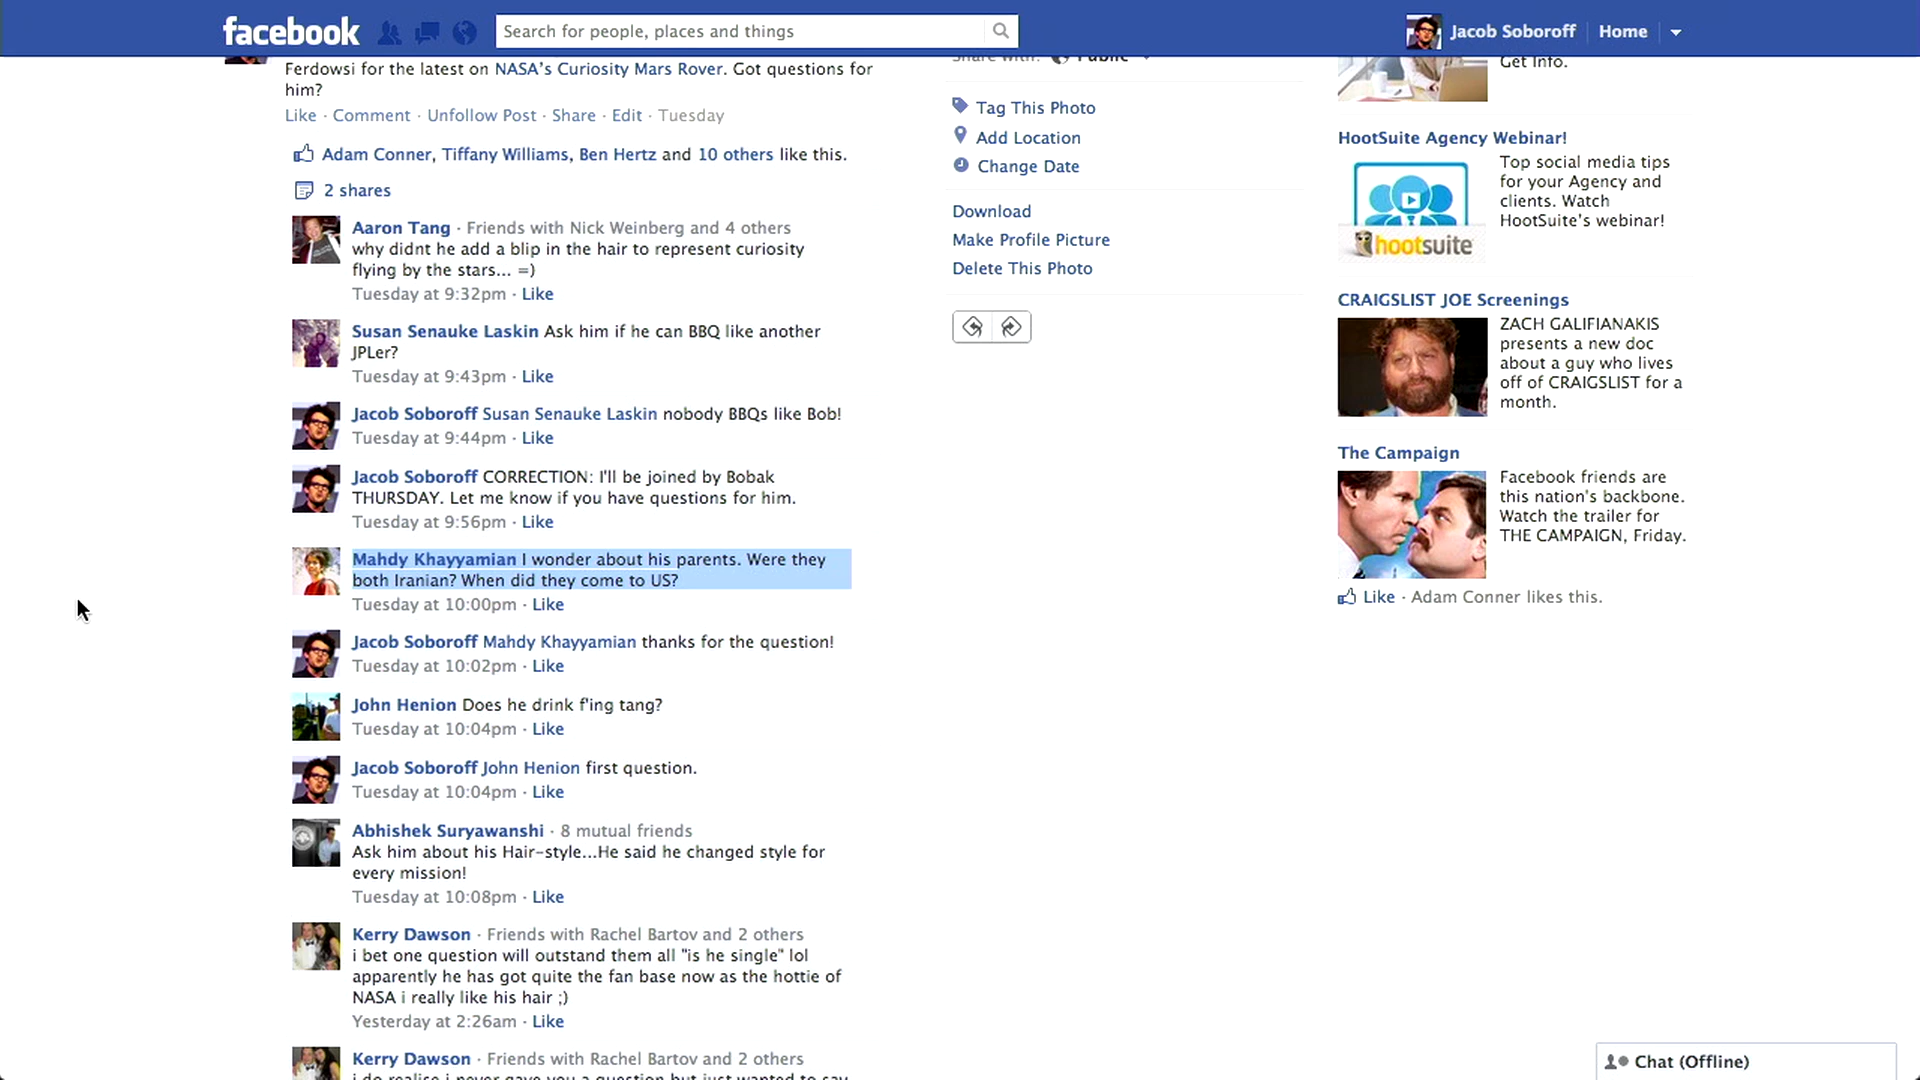 facebook
Search for people, places and things
Jacob Soboroff
Home
Ferdowsi for the latest on NASA's Curiosity Mars Rover. Got questions for
him?
Like · Comment · Unfollow Post · Share · Edit · Tuesday
Adam Conner, Tiffany Williams, Ben Hertz and 10 others like this.
2 shares
Aaron Tang · Friends with Nick Weinberg and 4 others
why didnt he add a blip in the hair to represent curiosity
flying by the stars... =)
Tuesday at 9:32pm · Like
Susan Senauke Laskin Ask him if he can BBQ like another
JPLer?
Tuesday at 9:43pm · Like
Jacob Soboroff Susan Senauke Laskin nobody BBQs like Bob!
Tuesday at 9:44pm · Like
Jacob Soboroff CORRECTION: I'll be joined by Bobak
THURSDAY. Let me know if you have questions for him.
Tuesday at 9:56pm · Like
Mahdy Khayyamian I wonder about his parents. Were they
both Iranian? When did they come to US?
Tuesday at 10:00pm · Like
Jacob Soboroff Mahdy Khayyamian thanks for the question!
Tuesday at 10:02pm · Like
John Henion Does he drink f'ing tang?
Tuesday at 10:04pm · Like
Jacob Soboroff John Henion first question.
Tuesday at 10:04pm · Like
Abhishek Suryawanshi · 8 mutual friends
Ask him about his Hair-style...He said he changed style for
every mission!
Tuesday at 10:08pm · Like
Kerry Dawson · Friends with Rachel Bartov and 2 others
i bet one question will outstand them all "is he single" lol
apparently he has got quite the fan base now as the hottie of
NASA i really like his hair ;)
Yesterday at 2:26am · Like
Kerry Dawson · Friends with Rachel Bartov and 2 others
i do realise i never gave you a question but just wanted to say
Share with: Public
Tag This Photo
Add Location
Change Date
Download
Make Profile Picture
Delete This Photo
Get Info.
HootSuite Agency Webinar!
Top social media tips
for your Agency and
clients. Watch
HootSuite's webinar!
hootsuite
CRAIGSLIST JOE Screenings
ZACH GALIFIANAKIS
presents a new doc
about a guy who lives
off of CRAIGSLIST for a
month.
The Campaign
Facebook friends are
this nation's backbone.
Watch the trailer for
THE CAMPAIGN, Friday.
Like · Adam Conner likes this.
Chat (Offline)